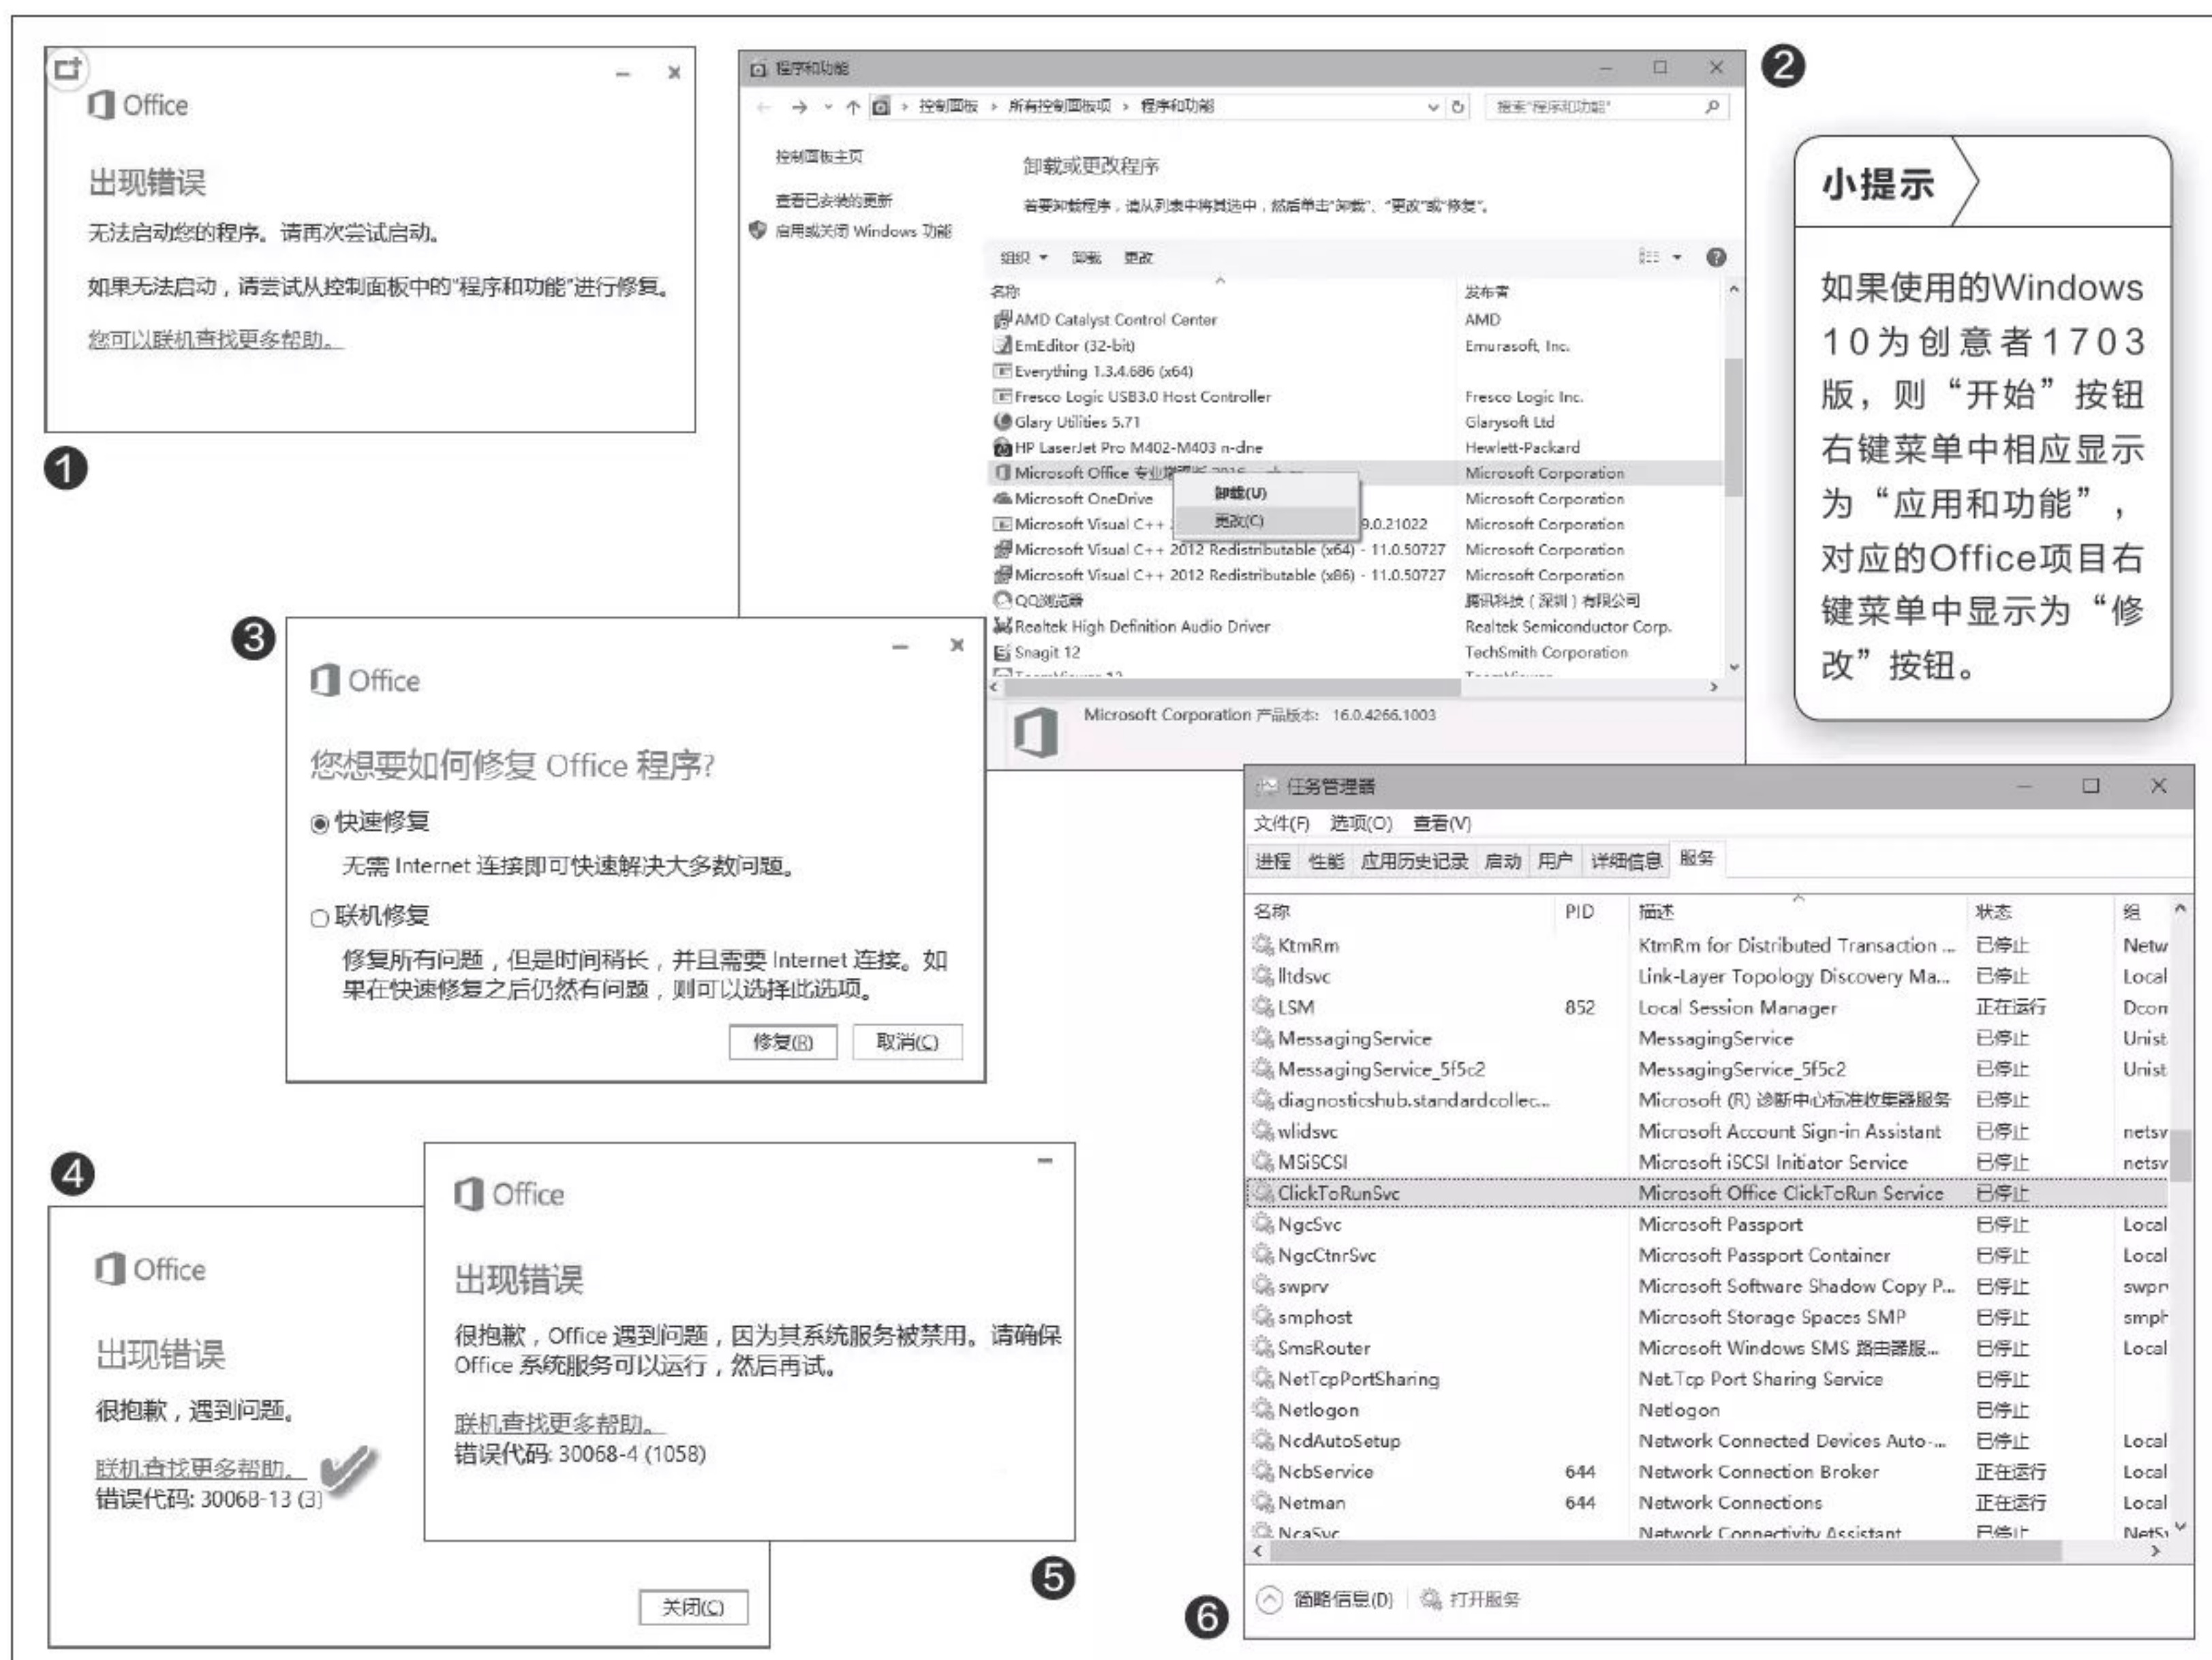 Office
出现错误
无法启动您的程序。请再次尝试启动。
如果无法启动，请尝试从控制面板中的“程序和功能”进行修复。
您可以联机查找更多帮助。
1
程序和功能
控制面板 › 所有控制面板项 › 程序和功能
搜索"程序和功能"
控制面板主页
查看已安装的更新
启用或关闭 Windows 功能
卸载或更改程序
若要卸载程序，请从列表中将其选中，然后单击“卸载”、“更改”或“修复”。
组织 卸载 更改
名称 发布者
AMD Catalyst Control Center AMD
EmEditor (32-bit) Emurasoft, Inc.
Everything 1.3.4.686 (x64)
Fresco Logic USB3.0 Host Controller Fresco Logic Inc.
Glary Utilities 5.71 Glarysoft Ltd
HP LaserJet Pro M402-M403 n-dne Hewlett-Packard
Microsoft Office 专业增强版 2016 Microsoft Corporation
卸载(U)
更改(C)
Microsoft OneDrive Microsoft Corporation
Microsoft Visual C++ 9.0.21022 Microsoft Corporation
Microsoft Visual C++ 2012 Redistributable (x64) - 11.0.50727 Microsoft Corporation
Microsoft Visual C++ 2012 Redistributable (x86) - 11.0.50727 Microsoft Corporation
QQ浏览器 腾讯科技（深圳）有限公司
Realtek High Definition Audio Driver Realtek Semiconductor Corp.
Snagit 12 TechSmith Corporation
Microsoft Corporation 产品版本: 16.0.4266.1003
2
小提示
如果使用的Windows
10为创意者1703
版，则“开始”按钮
右键菜单中相应显示
为“应用和功能”，
对应的Office项目右
键菜单中显示为“修
改”按钮。
3
Office
您想要如何修复 Office 程序?
快速修复
无需 Internet 连接即可快速解决大多数问题。
联机修复
修复所有问题，但是时间稍长，并且需要 Internet 连接。如
果在快速修复之后仍然有问题，则可以选择此选项。
修复(R) 取消(C)
4
Office
出现错误
很抱歉，遇到问题。
联机查找更多帮助。
错误代码: 30068-13 (3)
关闭(C)
Office
出现错误
很抱歉，Office 遇到问题，因为其系统服务被禁用。请确保
Office 系统服务可以运行，然后再试。
联机查找更多帮助。
错误代码: 30068-4 (1058)
5
任务管理器
文件(F) 选项(O) 查看(V)
进程 性能 应用历史记录 启动 用户 详细信息 服务
名称 PID 描述 状态 组
KtmRm KtmRm for Distributed Transaction ... 已停止 Netw
lltdsvc Link-Layer Topology Discovery Ma... 已停止 Local
LSM 852 Local Session Manager 正在运行 Dcom
MessagingService MessagingService 已停止 Unist
MessagingService_5f5c2 MessagingService_5f5c2 已停止 Unist
diagnosticshub.standardcollec... Microsoft (R) 诊断中心标准收集器服务 已停止
wlidsvc Microsoft Account Sign-in Assistant 已停止 netsv
MSiSCSI Microsoft iSCSI Initiator Service 已停止 netsv
ClickToRunSvc Microsoft Office ClickToRun Service 已停止
NgcSvc Microsoft Passport 已停止 Local
NgcCtnrSvc Microsoft Passport Container 已停止 Local
swprv Microsoft Software Shadow Copy P... 已停止 swprv
smphost Microsoft Storage Spaces SMP 已停止 smph
SmsRouter Microsoft Windows SMS 路由器服... 已停止 Local
NetTcpPortSharing Net.Tcp Port Sharing Service 已停止
Netlogon Netlogon 已停止
NcdAutoSetup Network Connected Devices Auto-... 已停止 Local
NcbService 644 Network Connection Broker 正在运行 Local
Netman 644 Network Connections 正在运行 Local
NcaSvc Network Connectivity Assistant 已停止 NetSv
简略信息(D) 打开服务
6